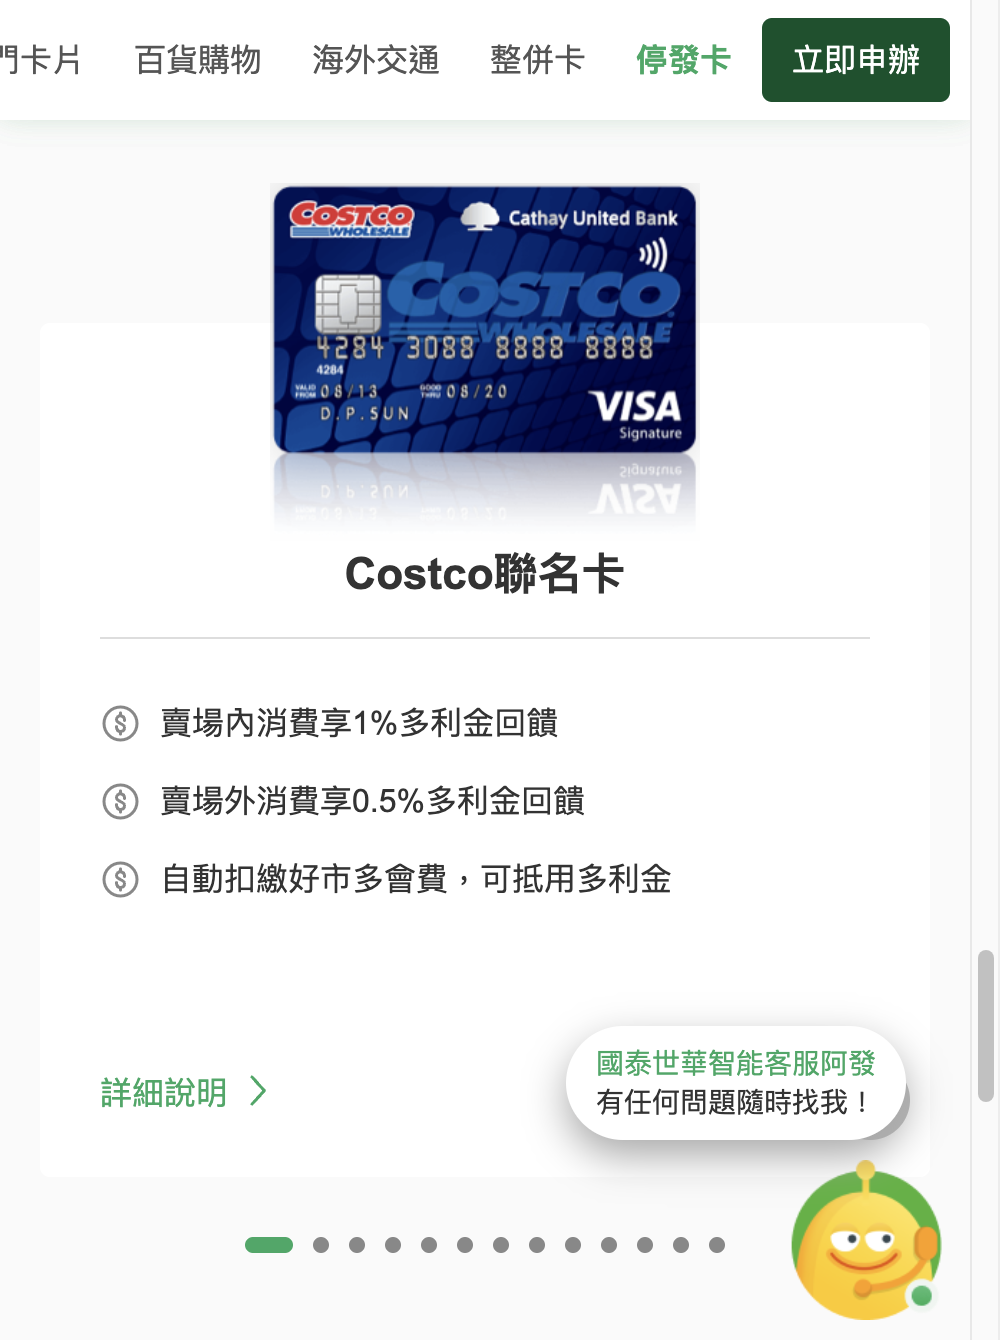 門卡片 百貨購物 海外交通 整併卡 停發卡 立即申辦
COSTCO WHOLESALE Cathay United Bank
COSTCO WHOLESALE
4284 3088 8888 8888
4284
VALID FROM 08/13 GOOD THRU 08/20
D.P.SUN
VISA
Signature
Costco聯名卡
賣場內消費享1%多利金回饋
賣場外消費享0.5%多利金回饋
自動扣繳好市多會費，可抵用多利金
國泰世華智能客服阿發
有任何問題隨時找我！
詳細說明